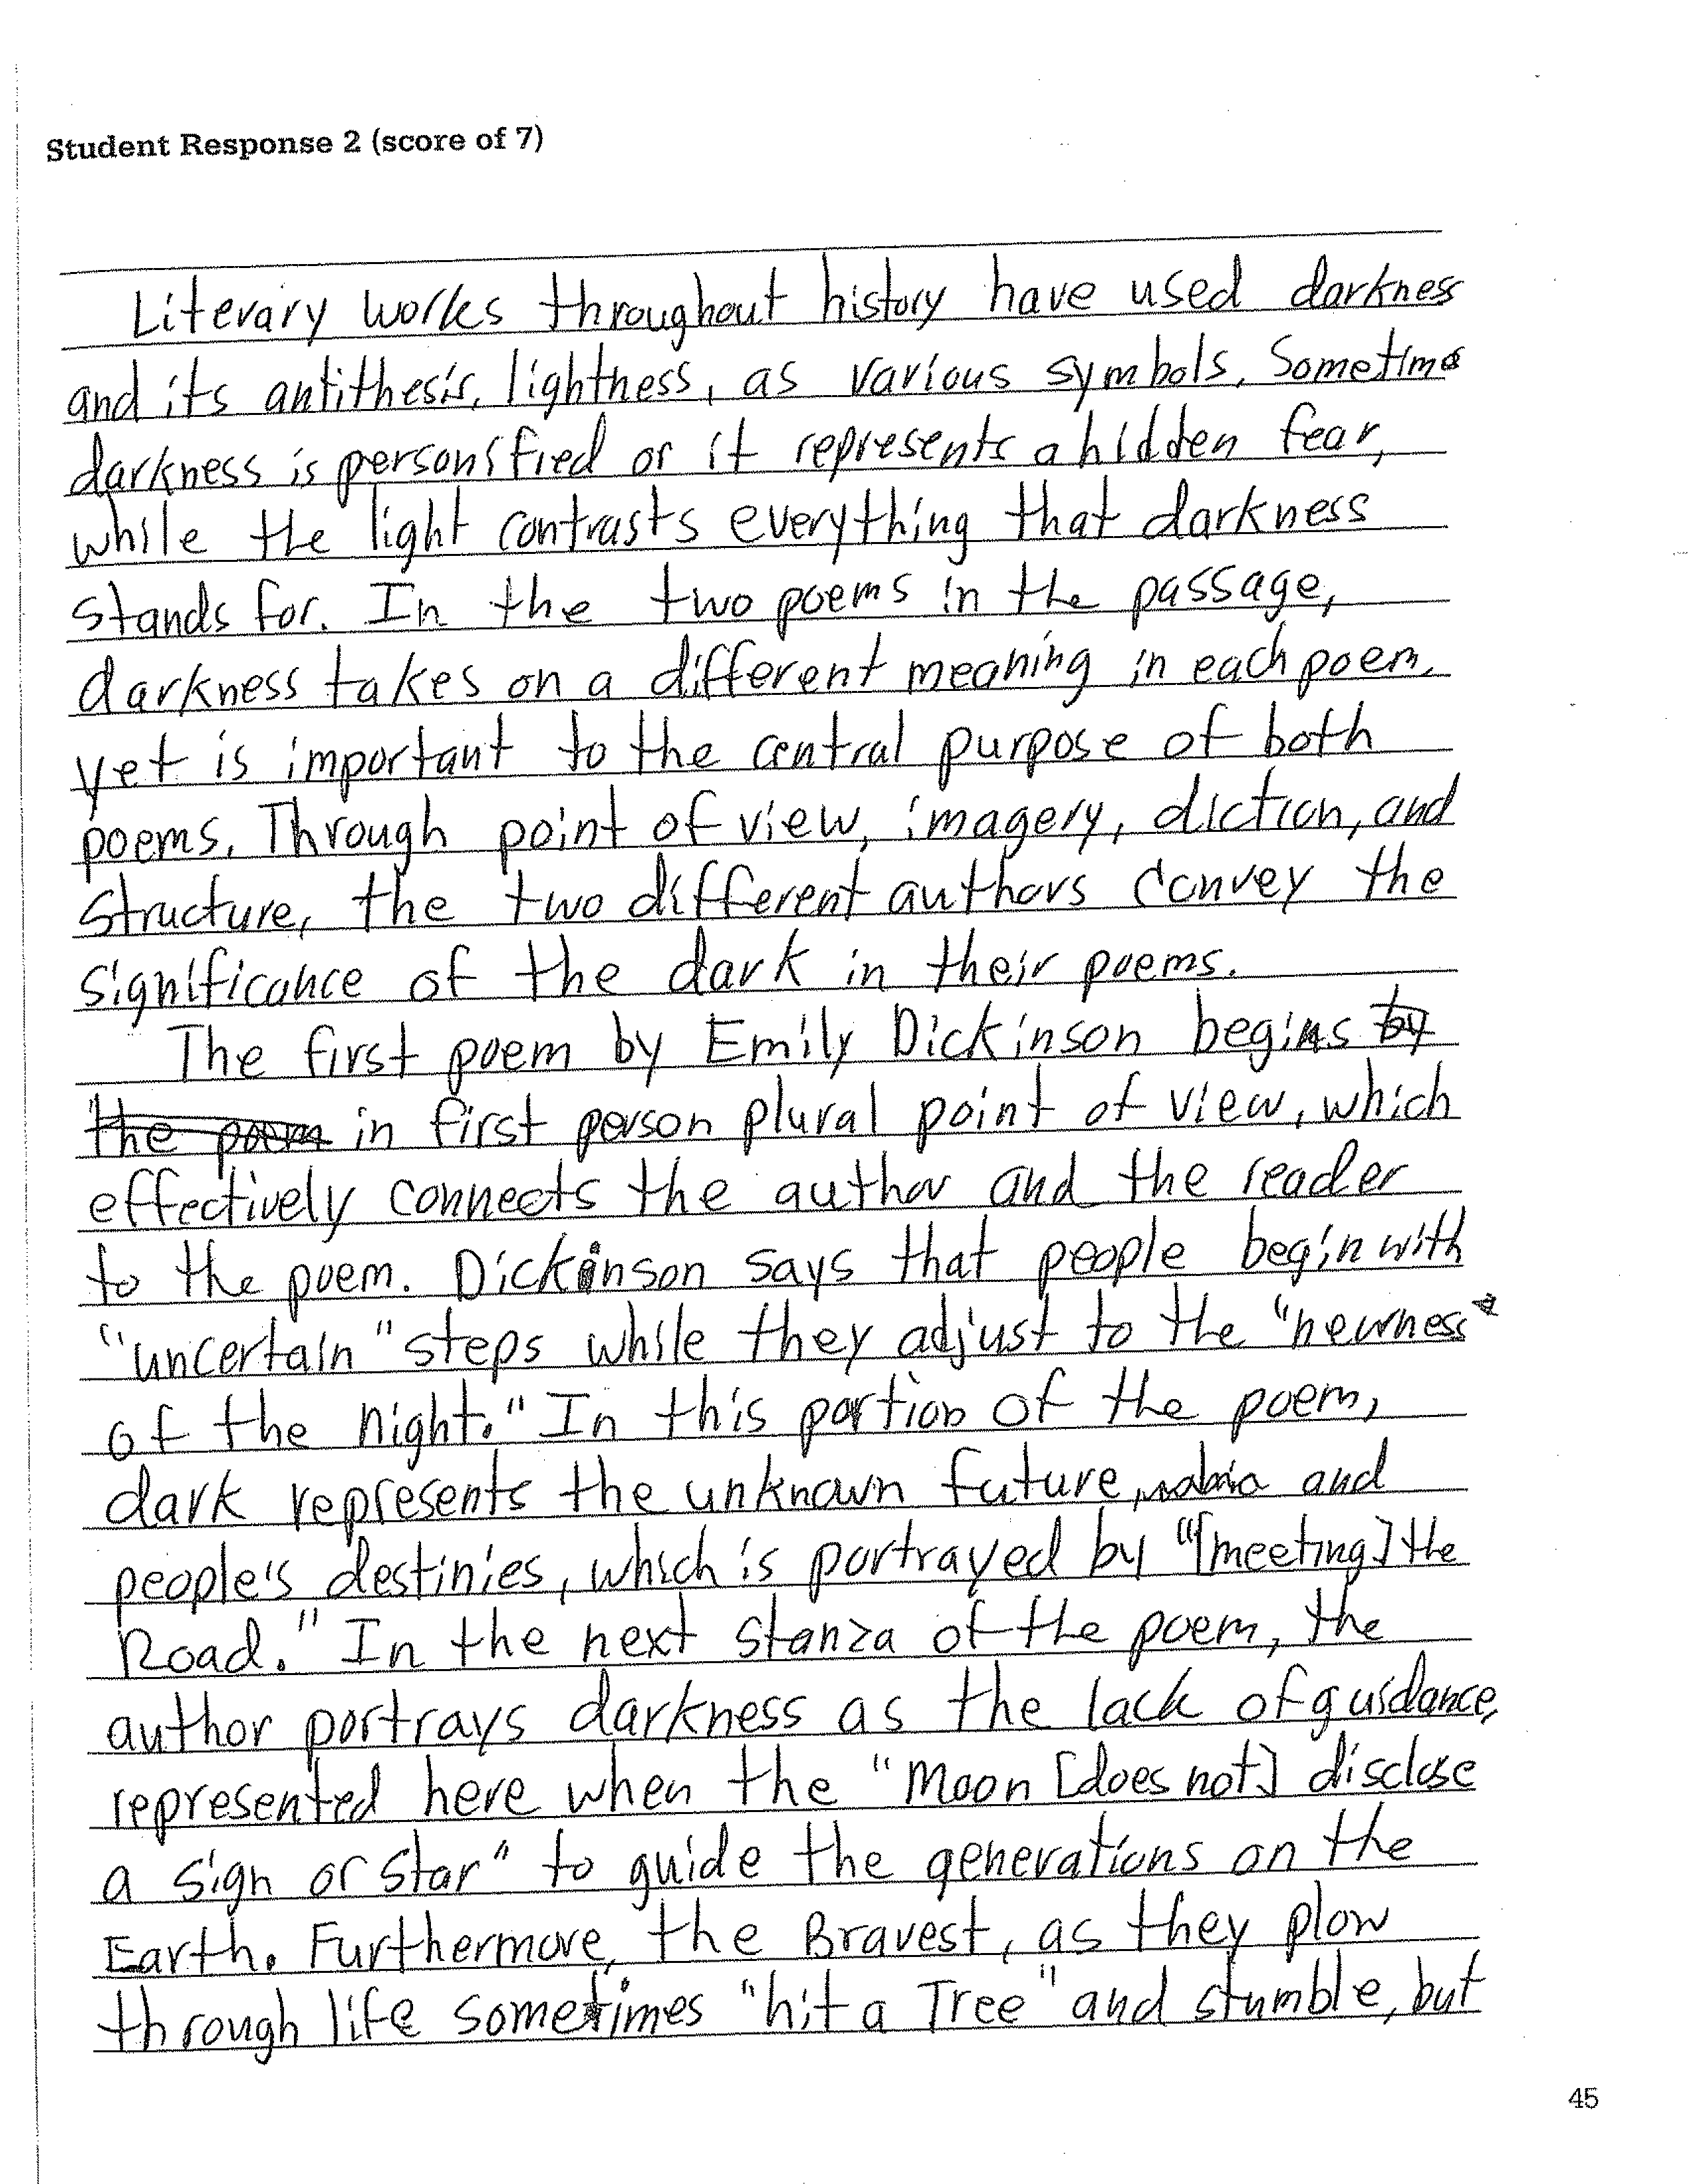 Student Response 2 (score of 7)
Literary works throughout history have used darkness
and its antithesis, lightness, as various symbols. Sometimes
darkness is personified or it represents a hidden fear,
while the light contrasts everything that darkness
stands for. In the two poems in the passage,
darkness takes on a different meaning in each poem,
yet is important to the central purpose of both
poems. Through point of view, imagery, diction, and
structure, the two different authors convey the
significance of the dark in their poems.
The first poem by Emily Dickinson begins by
the poem in first person plural point of view, which
effectively connects the author and the reader
to the poem. Dickinson says that people begin with
"uncertain" steps while they adjust to the "newness
of the night." In this portion of the poem,
dark represents the unknown future, and
people's destinies, which is portrayed by "[meeting] the
Road." In the next stanza of the poem, the
author portrays darkness as the lack of guidance,
represented here when the "Moon [does not] disclose
a sign or star" to guide the generations on the
Earth. Furthermore, the Bravest, as they plow
through life sometimes "hit a Tree" and stumble, but
45